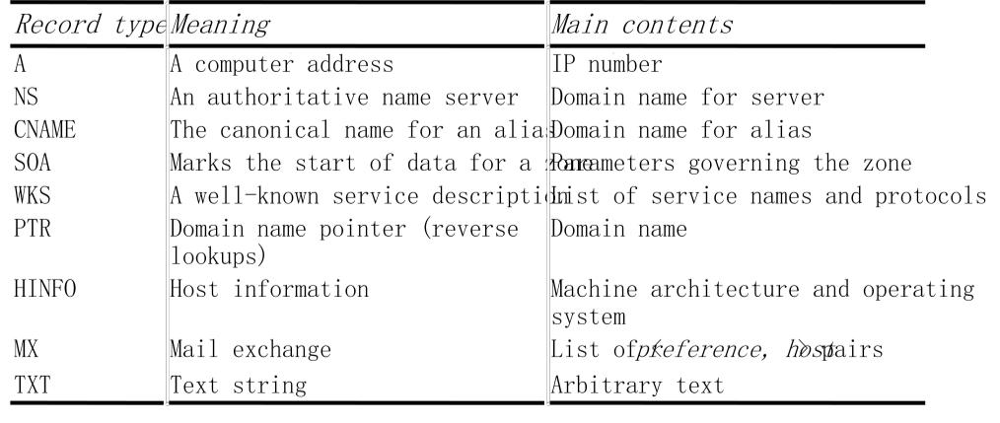 Record type Meaning Main contents
A A computer address IP number
NS An authoritative name server Domain name for server
CNAME The canonical name for an alias Domain name for alias
SOA Marks the start of data for a zone Parameters governing the zone
WKS A well-known service description List of service names and protocols
PTR Domain name pointer (reverse Domain name
lookups)
HINFO Host information Machine architecture and operating
system
MX Mail exchange List of <preference, host> pairs
TXT Text string Arbitrary text